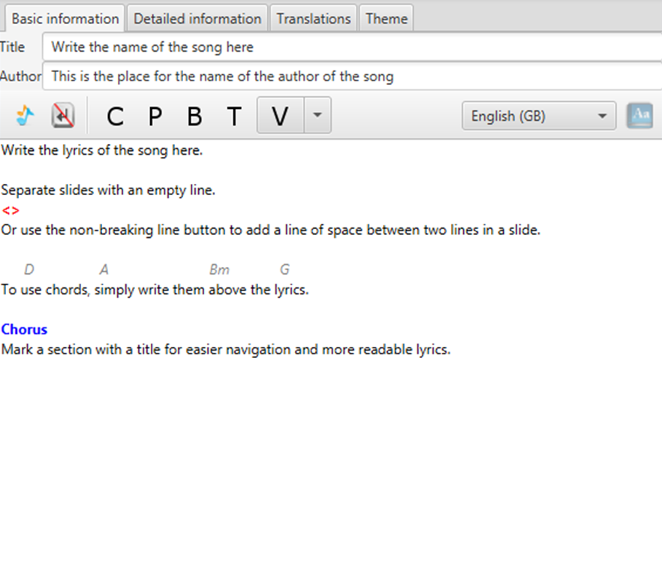 Basic information Detailed information Translations Theme
Title Write the name of the song here
Author This is the place for the name of the author of the song
C P B T V English (GB) Aa
Write the lyrics of the song here.
Separate slides with an empty line.
<>
Or use the non-breaking line button to add a line of space between two lines in a slide.
D A Bm G
To use chords, simply write them above the lyrics.
Chorus
Mark a section with a title for easier navigation and more readable lyrics.